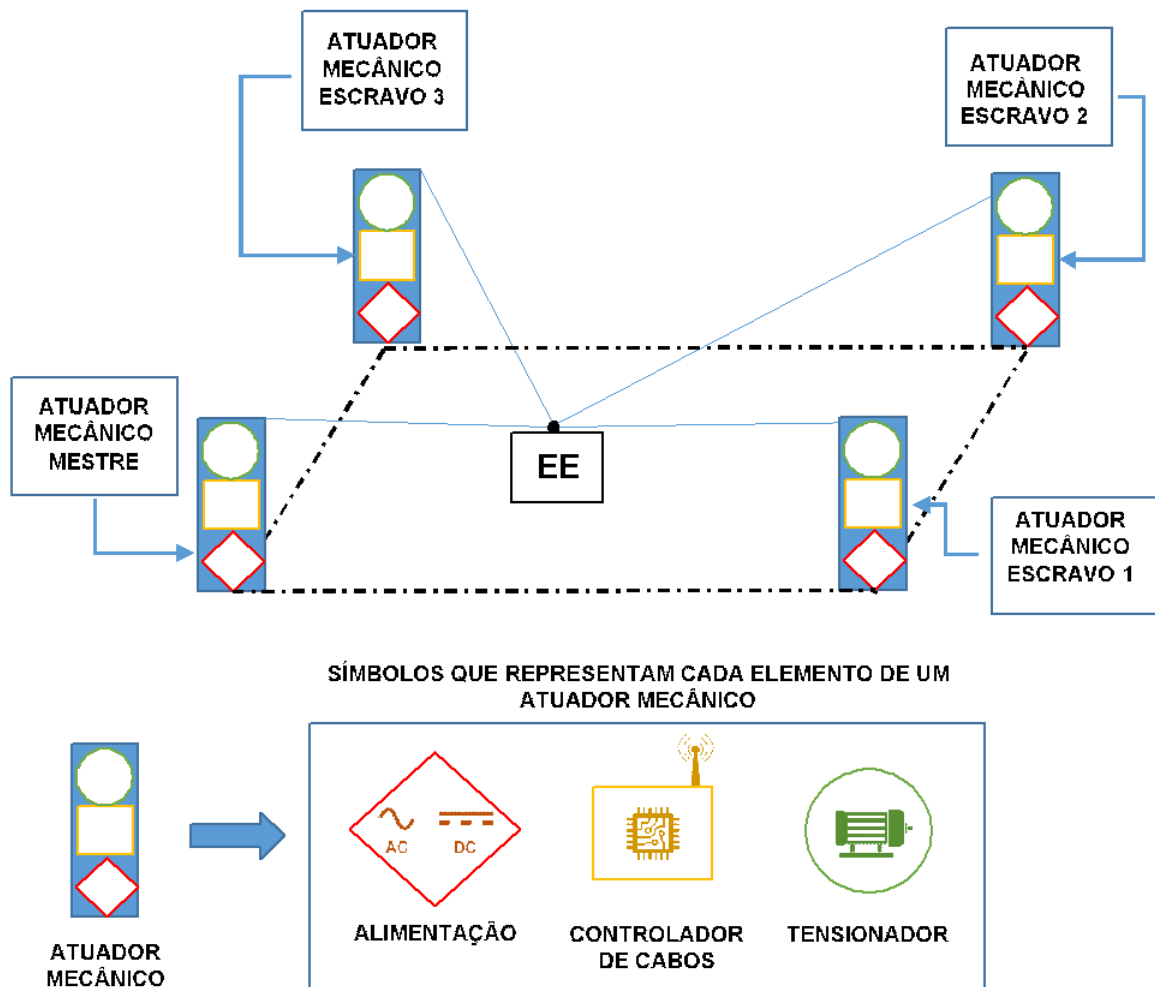 ATUADOR
MECÂNICO
ESCRAVO 3
ATUADOR
MECÂNICO
ESCRAVO 2
ATUADOR
MECÂNICO
MESTRE
EE
ATUADOR
MECÂNICO
ESCRAVO 1
SÍMBOLOS QUE REPRESENTAM CADA ELEMENTO DE UM
ATUADOR MECÂNICO
AC
DC
ALIMENTAÇÃO
CONTROLADOR
DE CABOS
TENSIONADOR
ATUADOR
MECÂNICO